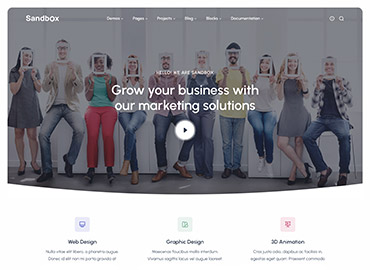 Sandbox
Demos Pages Projects Blog Blocks Documentation
HELLO! WE ARE SANDBOX
Grow your business with
our marketing solutions
Web Design
Nulla vitae elit libero, a pharetra augue.
Donec id elit non mi porta gravida at
Graphic Design
Maecenas faucibus mollis interdum.
Vivamus sagittis lacus vel augue laoreet
3D Animation
Cras justo odio, dapibus ac facilisis in,
egestas eget quam. Praesent commodo